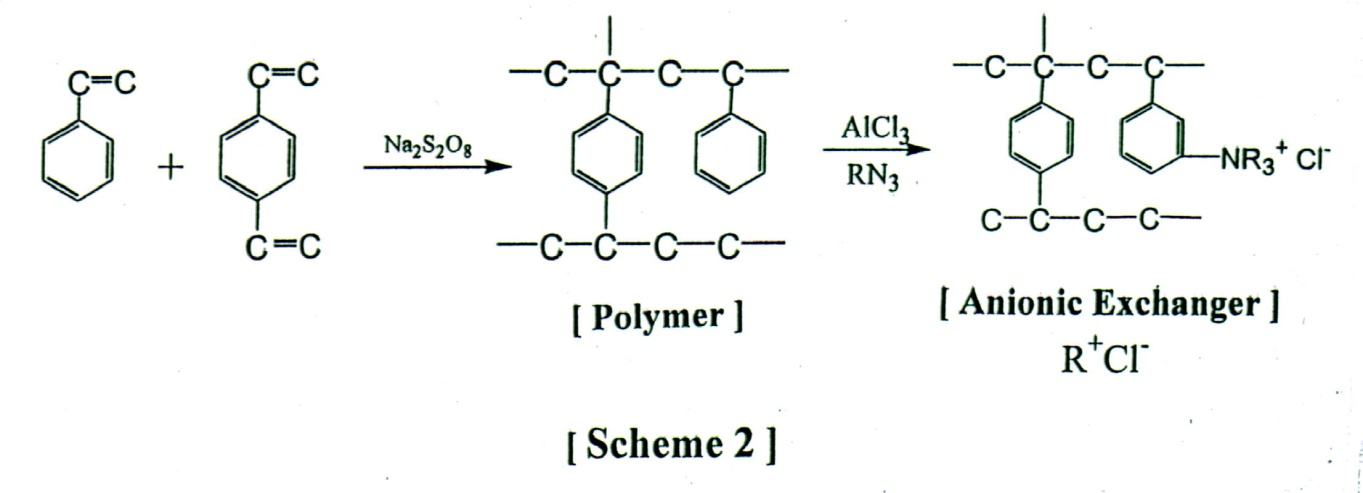 C=C
C=C
+
C=C
Na₂S₂O₈
—C—C—C—C—
—C—C—C—C—
[ Polymer ]
AlCl₃
RN₃
—C—C—C—C—
NR₃⁺ Cl⁻
C—C—C—C—
[ Anionic Exchanger ]
R⁺Cl⁻
[ Scheme 2 ]